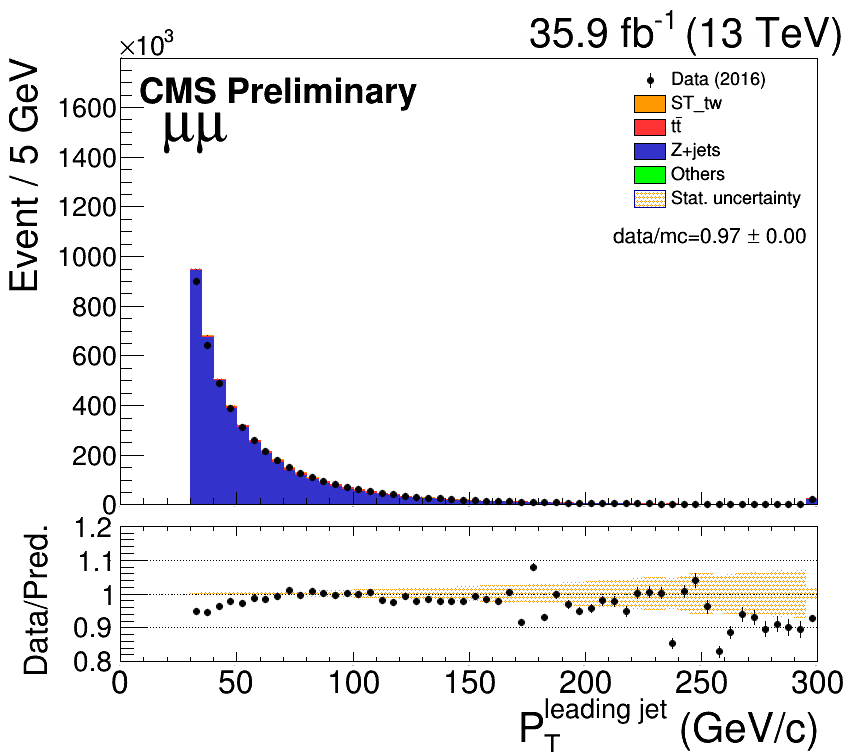 ×10³
35.9 fb⁻¹ (13 TeV)
CMS Preliminary
μμ
Data (2016)
ST_tw
tt̄
Z+jets
Others
Stat. uncertainty
data/mc=0.97 ± 0.00
Event / 5 GeV
1600
1400
1200
1000
800
600
400
200
0
Data/Pred.
1.2
1.1
1
0.9
0.8
0 50 100 150 200 250 300
P_T^leading jet (GeV/c)